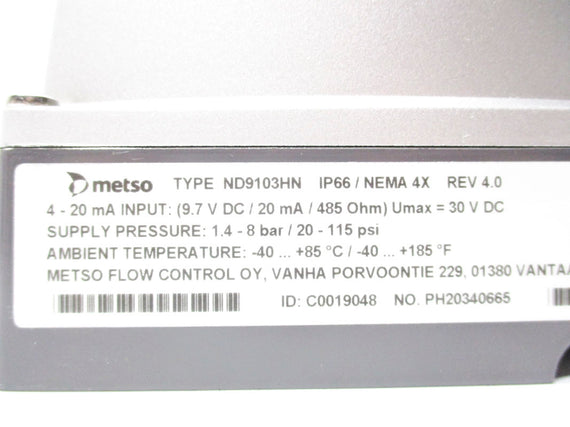 metso TYPE ND9103HN IP66 / NEMA 4X REV 4.0
4 - 20 mA INPUT: (9.7 V DC / 20 mA / 485 Ohm) Umax = 30 V DC
SUPPLY PRESSURE: 1.4 - 8 bar / 20 - 115 psi
AMBIENT TEMPERATURE: -40 ... +85 °C / -40 ... +185 °F
METSO FLOW CONTROL OY, VANHA PORVOONTIE 229, 01380 VANTAA
ID: C0019048 NO. PH20340665